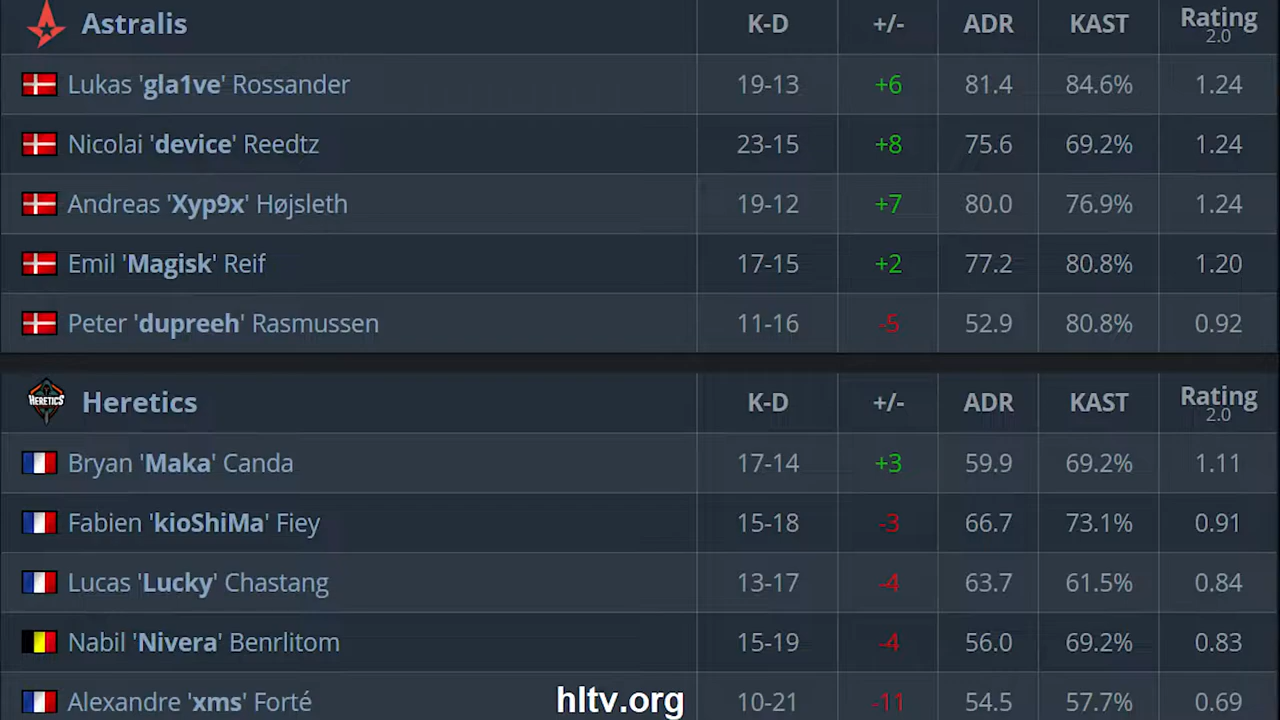 Astralis K-D +/- ADR KAST Rating 2.0
Lukas 'gla1ve' Rossander 19-13 +6 81.4 84.6% 1.24
Nicolai 'device' Reedtz 23-15 +8 75.6 69.2% 1.24
Andreas 'Xyp9x' Højsleth 19-12 +7 80.0 76.9% 1.24
Emil 'Magisk' Reif 17-15 +2 77.2 80.8% 1.20
Peter 'dupreeh' Rasmussen 11-16 -5 52.9 80.8% 0.92
HERETICS Heretics K-D +/- ADR KAST Rating 2.0
Bryan 'Maka' Canda 17-14 +3 59.9 69.2% 1.11
Fabien 'kioShiMa' Fiey 15-18 -3 66.7 73.1% 0.91
Lucas 'Lucky' Chastang 13-17 -4 63.7 61.5% 0.84
Nabil 'Nivera' Benrlitom 15-19 -4 56.0 69.2% 0.83
Alexandre 'xms' Forté hltv.org 10-21 -11 54.5 57.7% 0.69